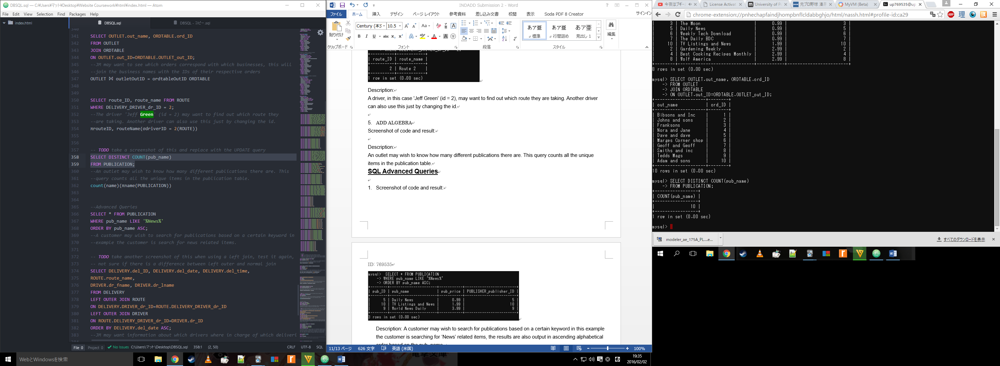 DBSQL.sql — C:¥Users¥マット¥Desktop¥Website Coursework¥html¥index.html — Atom
File Edit View Selection Find Packages Help
index.html
DBSQL.sql
DBSQL - コピー.sql
340
341 SELECT OUTLET.out_name, ORDTABLE.ord_ID
342 FROM OUTLET
343 JOIN ORDTABLE
344 ON OUTLET.out_ID=ORDTABLE.OUTLET_out_ID;
345 --JM may want to see which orders correspond with which businesses, this will
346 --join the business names with the IDs of their respective orders
347 OUTLET ⋈ outletOutID = ordtableOutID ORDTABLE
348
349
350 SELECT route_ID, route_name FROM ROUTE
351 WHERE DELIVERY_DRIVER_dr_ID = 2;
352 --The driver 'Jeff Green' (id = 2) may want to find out which route they
353 --are taking. Another driver can also use this just by changing the id.
354 πrouteID, routeName(σdriverID = 2(ROUTE))
355
356
357 -- TODO take a screenshot of this and replace with the UPDATE query
358 SELECT DISTINCT COUNT(pub_name)
359 FROM PUBLICATION;
360 --An outlet may wish to know how many different publications there are. This
361 --query counts all the unique items in the publication table.
362 count(name)(πname(PUBLICATION))
363
364
365 --Advanced Queries
366 SELECT * FROM PUBLICATION
367 WHERE pub_name LIKE '%News%'
368 ORDER BY pub_name ASC;
369 --A customer may wish to search for publications based on a certain keyword in
370 --example the customer is search for news related items.
371
372 -- TODO take another screenshot of this when using a left join, test it again,
373 -- not sure if there is a difference between left outer and normal join
374 SELECT DELIVERY.del_ID, DELIVERY.del_date, DELIVERY.del_time,
375 ROUTE.route_name,
376 DRIVER.dr_fname, DRIVER.dr_lname
377 FROM DELIVERY
378 LEFT OUTER JOIN ROUTE
379 ON DELIVERY.DRIVER_dr_ID=ROUTE.DELIVERY_DRIVER_dr_ID
380 LEFT OUTER JOIN DRIVER
381 ON ROUTE.DELIVERY_DRIVER_dr_ID=DRIVER.dr_ID
382 ORDER BY DELIVERY.del_date ASC;
383 --JM may want information about which drivers where in charge of which deliveri
File 0 Project 0 No Issues C:\Users\マット\Desktop\DBSQL.sql 358:1 (2, 50) CRLF UTF-8 SQL
INDADD Submission 2 - Word
ファイル ホーム 挿入 デザイン ページ レイアウト 参考資料 差し込み文書 校閲 表示 Soda PDF 8 Creator サインイン
貼り付け
Century (本文 10.5
あア亜 あア亜 あア亜
標準 行間詰め 見出し 1
編集
クリップボード フォント 段落 スタイル
| route_ID | route_name |
| 2 | Route 2 |
1 row in set (0.00 sec)
Description:
A driver, in this case 'Jeff Green' (id = 2), may want to find out which route they are taking. Another driver
can also use this just by changing the id.
5. ADD ALGEBRA
Screenshot of code and result:
Description:
An outlet may wish to know how many different publications there are. This query counts all the unique
items in the publication table.
SQL Advanced Queries
1. Screenshot of code and result:
ID: 769535
mysql> SELECT * FROM PUBLICATION
-> WHERE pub_name LIKE '%News%'
-> ORDER BY pub_name ASC;
| pub_ID | pub_name | pub_price | PUBLISHER_publisher_ID |
| 5 | Daily News | 0.99 | 5 |
| 10 | TV Listings and News | 1.99 | 10 |
| 9 | World News Daily | 3.99 | 9 |
3 rows in set (0.00 sec)
Description: A customer may wish to search for publications based on a certain keyword in this example
the customer is searching for 'News' related items, the results are also output in ascending alphabetical
order based on the pub_name
11/13 ページ 626 文字 英語 (米国) 100%
今夜はブギー
License Activat
University of P
元プロ野球 清原
MyVM (Beta)
up769535@up
chrome-extension://pnhechapfaindjhompbnflcldabbghjo/html/nassh.html#profile-id:ca29
| 3 | The Moon | 0.99 | 3 |
| 5 | Daily News | 0.99 | 5 |
| 6 | Weekly Tech Download | 0.99 | 6 |
| 7 | The Daily BDC | 0.99 | 7 |
| 10 | TV Listings and News | 1.99 | 10 |
| 2 | Gardening Weekly | 2.99 | 2 |
| 4 | Best Cooking Recipes Monthly | 2.99 | 4 |
| 8 | Wolf America | 2.99 | 8 |
8 rows in set (0.00 sec)
mysql> SELECT OUTLET.out_name, ORDTABLE.ord_ID
-> FROM OUTLET
-> JOIN ORDTABLE
-> ON OUTLET.out_ID=ORDTABLE.OUTLET_out_ID;
| out_name | ord_ID |
| Bibsons and Inc | 1 |
| Johns and sons | 2 |
| Franksons | 3 |
| Nora and Jane | 4 |
| Dave and dave | 5 |
| Marges Corner shop | 6 |
| Geoff and Geoff | 7 |
| Smiths and inc | 8 |
| Tedds Mags | 9 |
| Adam and sons | 10 |
10 rows in set (0.00 sec)
mysql> SELECT DISTINCT COUNT(pub_name)
-> FROM PUBLICATION;
| COUNT(pub_name) |
| 10 |
1 row in set (0.00 sec)
mysql>
modeler_ae_175A_PL....e... すべてのダウンロードを表示
WebとWindowsを検索
電撃文庫
19:35
2016/02/02